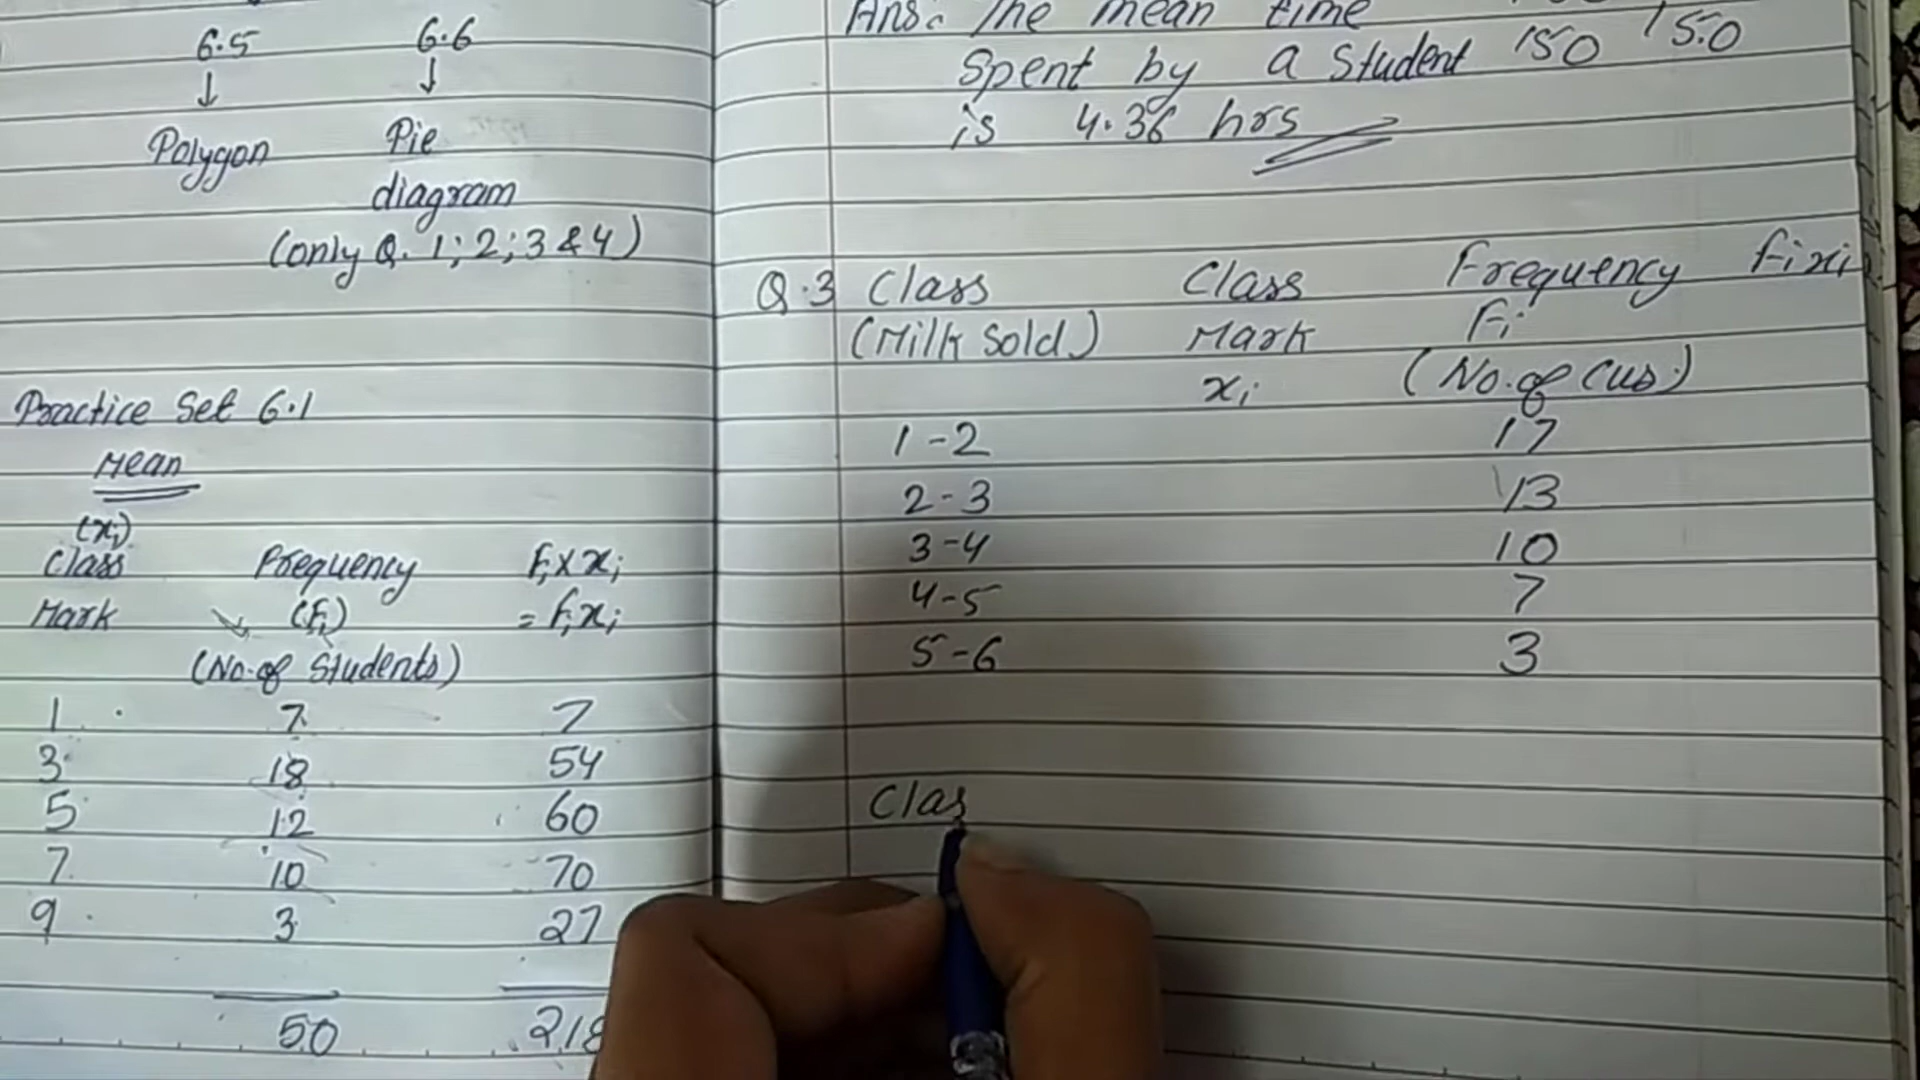 6.5 6.6
↓ ↓
Polygon Pie
diagram
(only Q. 1; 2; 3 & 4)
Practice Set 6.1
Mean
(xi)
Class Frequency Fi × xi
Mark (Fi) = Fixi
(No. of Students)
1 7 7
3 18 54
5 12 60
7 10 70
9 3 27
50 218
Ans. The mean time
Spent by a Student 150 150
is 4.36 hrs
Q.3 Class Class Frequency Fixi
(Milk Sold) Mark Fi
xi (No. of Cus.)
1-2 17
2-3 13
3-4 10
4-5 7
5-6 3
Clas